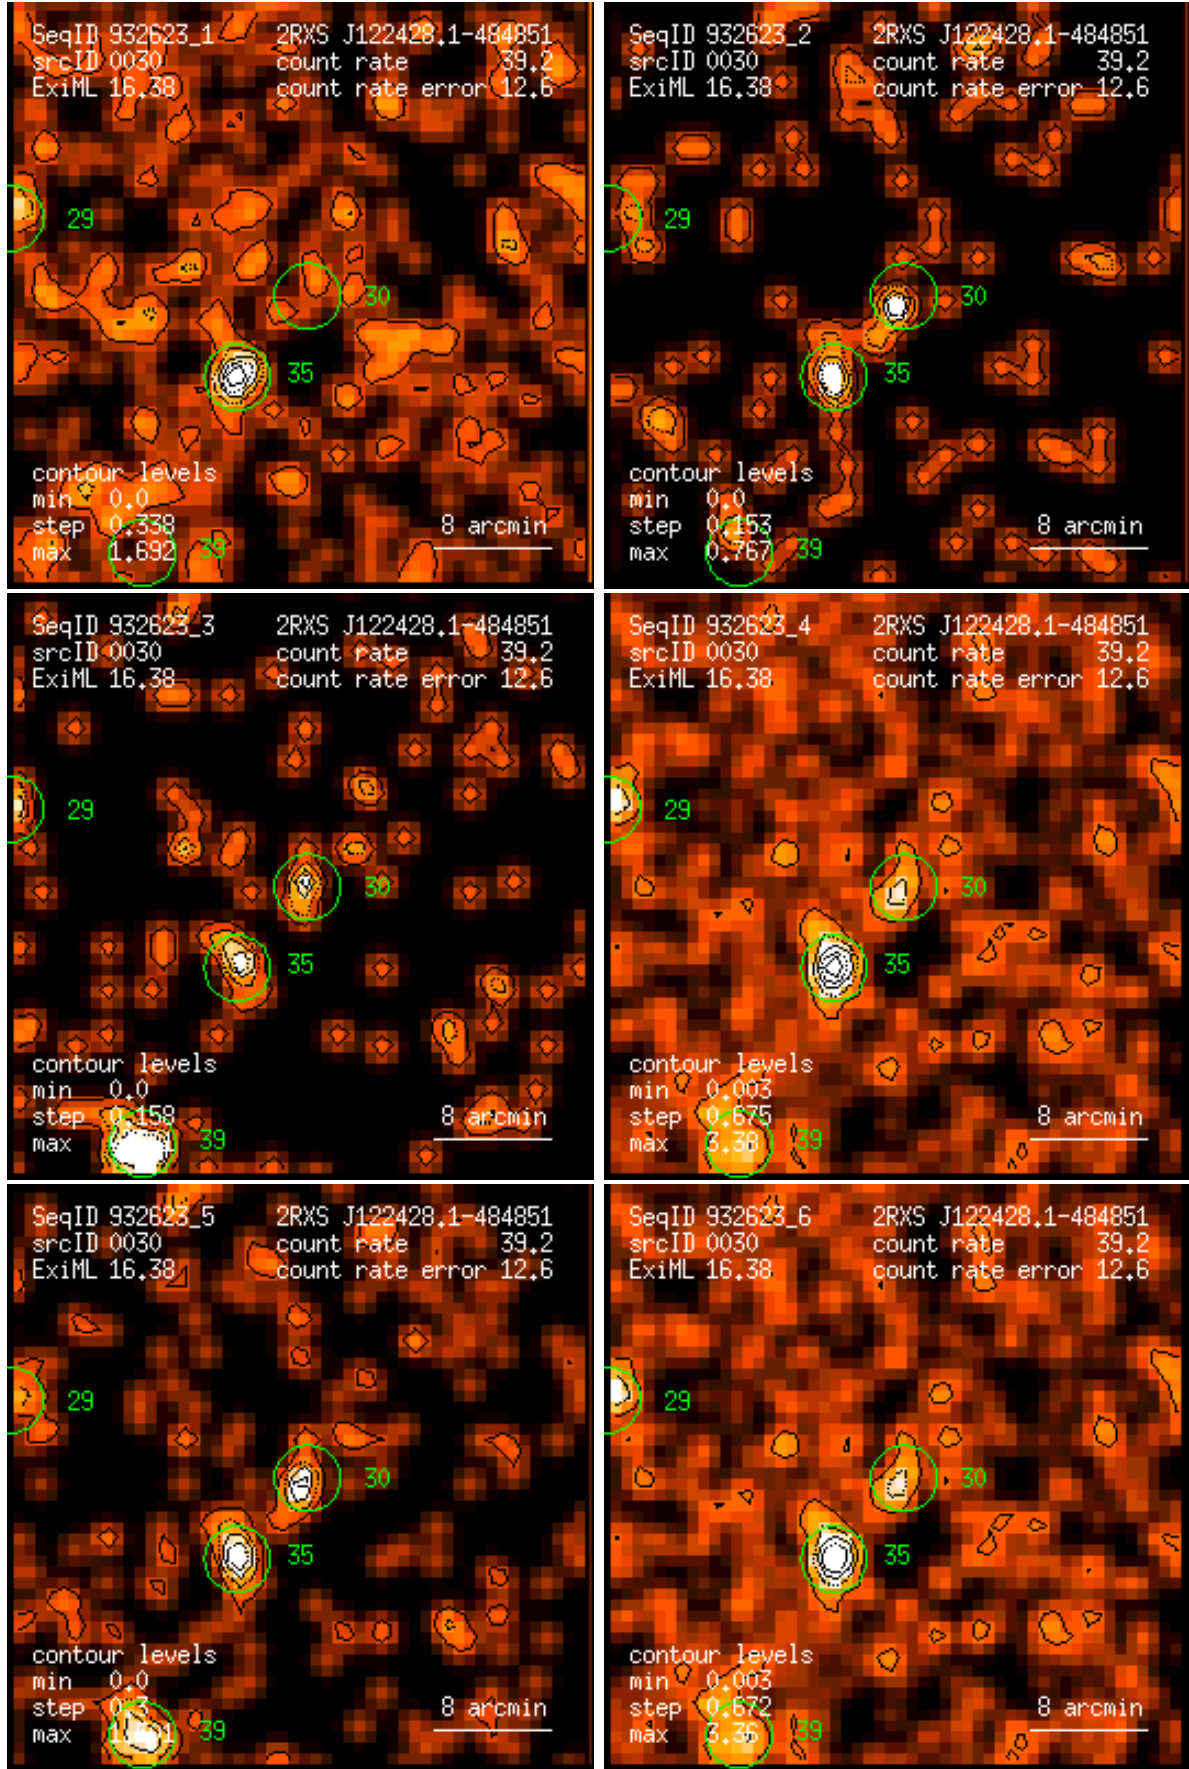 SeqID 932623_1 2RXS J122428.1-484851
srcID 0030 count rate 39.2
ExiML 16.38 count rate error 12.6
29
30
35
contour levels
min 0.0
step 0.338 8 arcmin
max 1.692 39
SeqID 932623_2 2RXS J122428.1-484851
srcID 0030 count rate 39.2
ExiML 16.38 count rate error 12.6
29
30
35
contour levels
min 0.0
step 0.153 8 arcmin
max 0.767 39
SeqID 932623_3 2RXS J122428.1-484851
srcID 0030 count rate 39.2
ExiML 16.38 count rate error 12.6
29
30
35
contour levels
min 0.0
step 0.158 8 arcmin
max 39
SeqID 932623_4 2RXS J122428.1-484851
srcID 0030 count rate 39.2
ExiML 16.38 count rate error 12.6
29
30
35
contour levels
min 0.003
step 0.675 8 arcmin
max 3.38 39
SeqID 932623_5 2RXS J122428.1-484851
srcID 0030 count rate 39.2
ExiML 16.38 count rate error 12.6
29
30
35
contour levels
min 0.0
step 0.3 8 arcmin
max 39
SeqID 932623_6 2RXS J122428.1-484851
srcID 0030 count rate 39.2
ExiML 16.38 count rate error 12.6
29
30
35
contour levels
min 0.003
step 0.672 8 arcmin
max 3.36 39